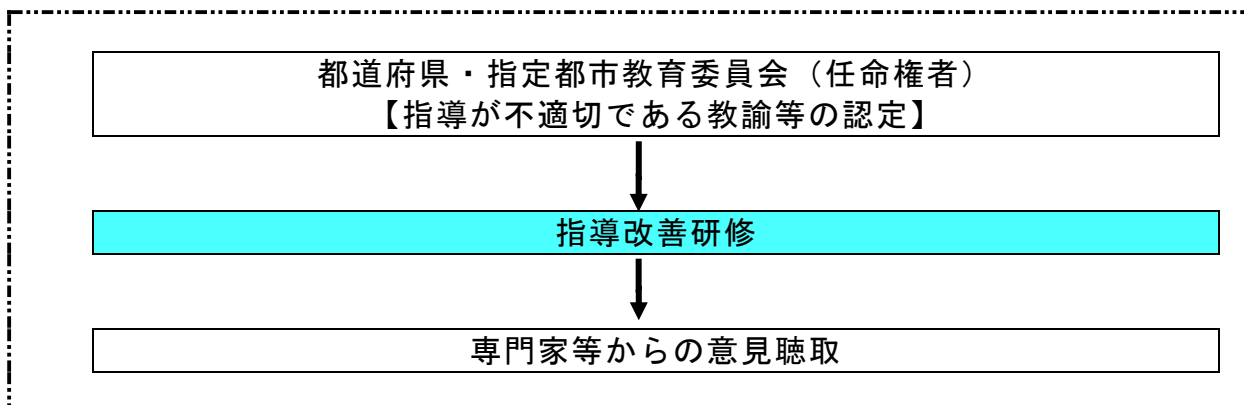 都道府県・指定都市教育委員会（任命権者）
【指導が不適切である教諭等の認定】
指導改善研修
専門家等からの意見聴取